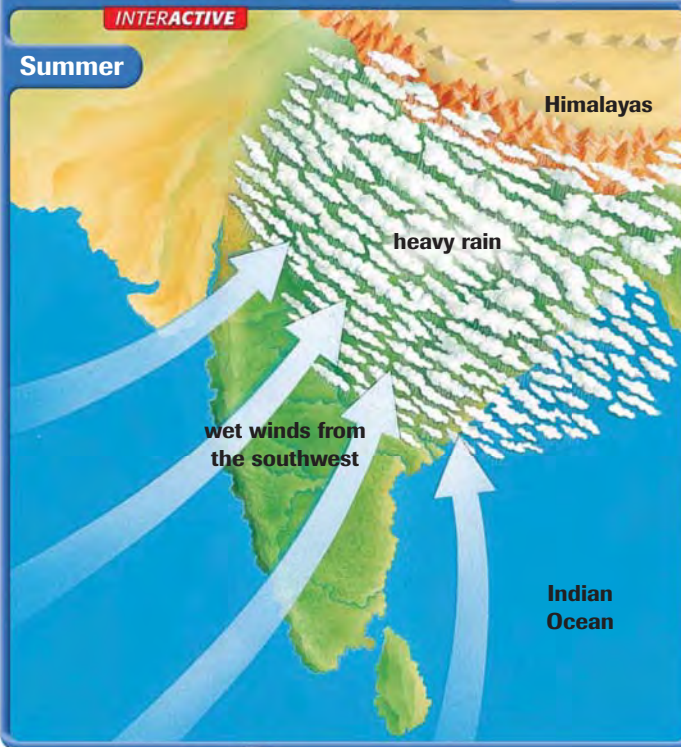 INTERACTIVE
Summer
Himalayas
heavy rain
wet winds from
the southwest
Indian
Ocean